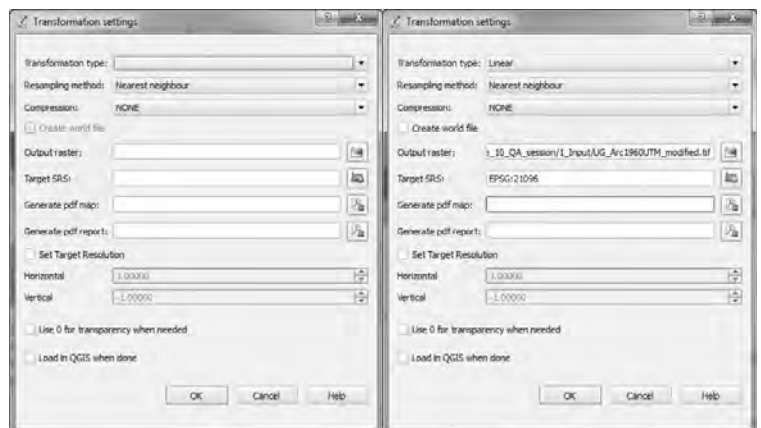 Transformation settings
Transformation type:
Resampling method: Nearest neighbour
Compression: NONE
Create world file
Output raster:
Target SRS:
Generate pdf map:
Generate pdf report:
Set Target Resolution
Horizontal 1.00000
Vertical -1.00000
Use 0 for transparency when needed
Load in QGIS when done
OK Cancel Help
Transformation settings
Transformation type: Linear
Resampling method: Nearest neighbour
Compression: NONE
Create world file
Output raster: :_10_QA_session/1_Input/UG_Arc1960UTM_modified.tif
Target SRS: EPSG:21096
Generate pdf map:
Generate pdf report:
Set Target Resolution
Horizontal 1.00000
Vertical -1.00000
Use 0 for transparency when needed
Load in QGIS when done
OK Cancel Help